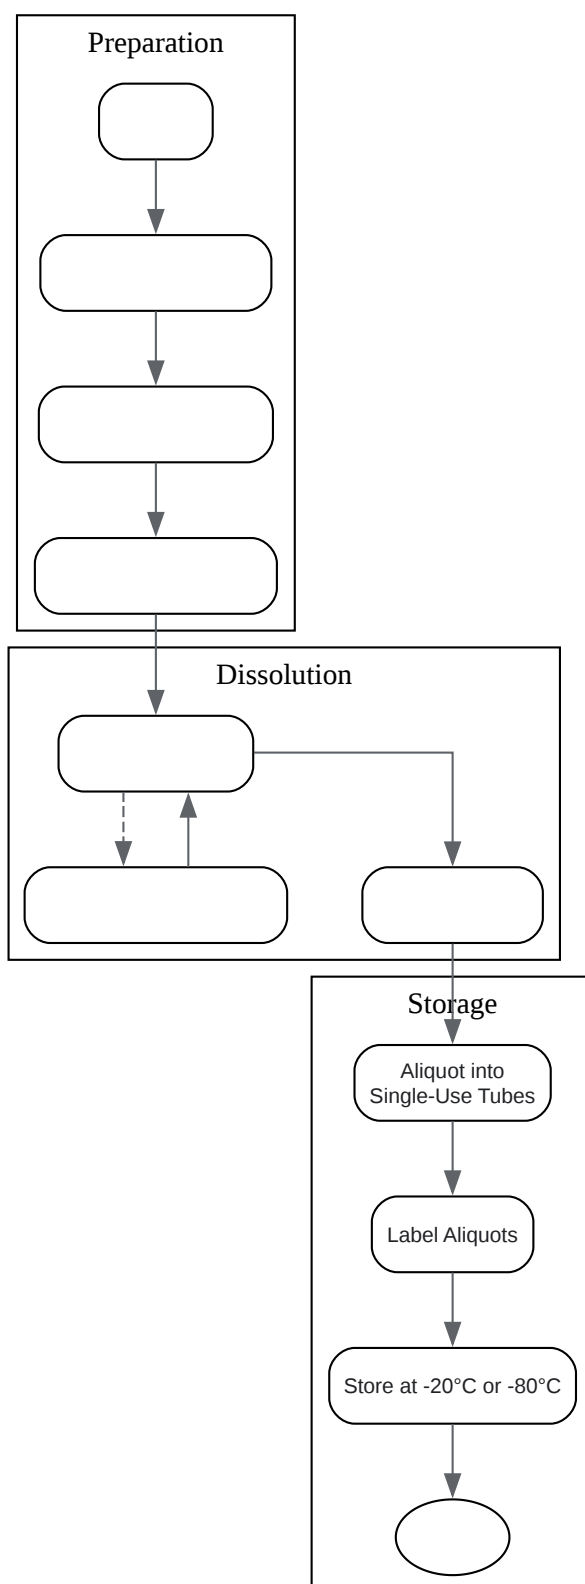 Preparation
Dissolution
Storage
Aliquot into
Single-Use Tubes
Label Aliquots
Store at -20°C or -80°C